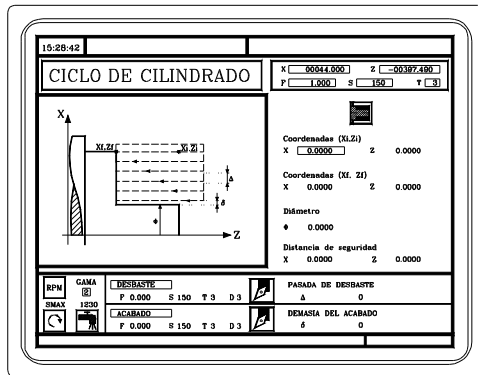 15:28:42
CICLO DE CILINDRADO
X 00044.000 Z -00397.490
F 1.000 S 150 T 3
X
Xf,Zf Xi,Zi
Δ
δ
Φ
Z
Coordenadas (Xi.Zi)
X 0.0000 Z 0.0000
Coordenadas (Xf. Zf)
X 0.0000 Z 0.0000
Diámetro
Φ 0.0000
Distancia de seguridad
X 0.0000 Z 0.0000
RPM GAMA 2
SMAX 1230
DESBASTE
F 0.000 S 150 T 3 D 3
PASADA DE DESBASTE
Δ 0
ACABADO
F 0.000 S 150 T 3 D 3
DEMASIA DEL ACABADO
δ 0